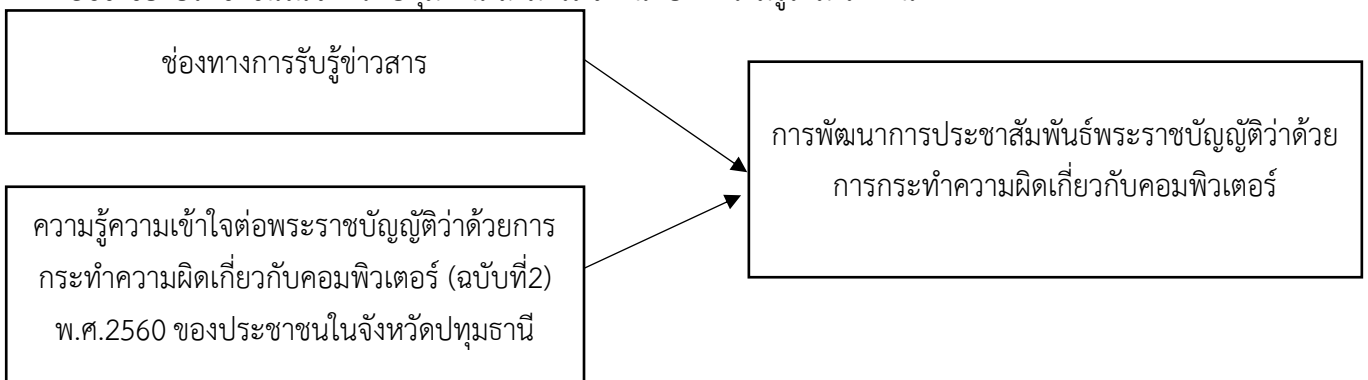 ช่องทางการรับรู้ข่าวสาร
ความรู้ความเข้าใจต่อพระราชบัญญัติว่าด้วยการ
กระทำความผิดเกี่ยวกับคอมพิวเตอร์ (ฉบับที่2)
พ.ศ.2560 ของประชาชนในจังหวัดปทุมธานี
การพัฒนาการประชาสัมพันธ์พระราชบัญญัติว่าด้วย
การกระทำความผิดเกี่ยวกับคอมพิวเตอร์